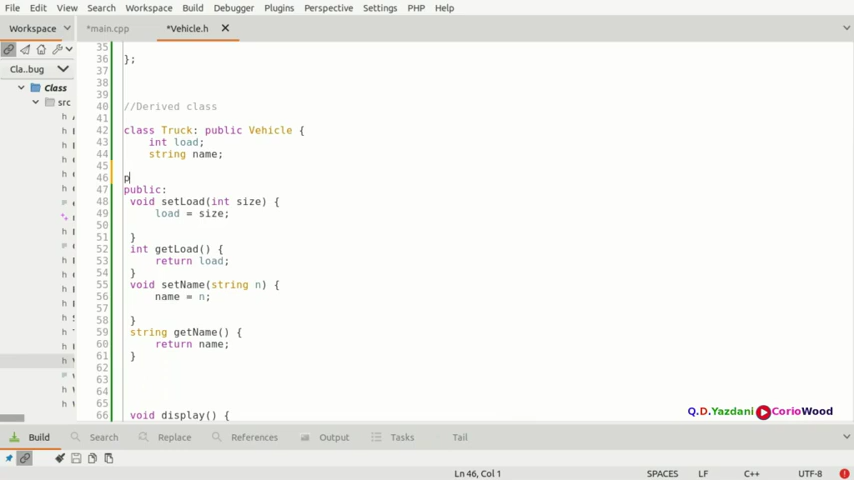 File Edit View Search Workspace Build Debugger Plugins Perspective Settings PHP Help
Workspace *main.cpp *Vehicle.h
Cla..bug
Class
src
35
36 };
37
38
39
40 //Derived class
41
42 class Truck: public Vehicle {
43 int load;
44 string name;
45
46 p
47 public:
48 void setLoad(int size) {
49 load = size;
50
51 }
52 int getLoad() {
53 return load;
54 }
55 void setName(string n) {
56 name = n;
57
58 }
59 string getName() {
60 return name;
61 }
62
63
64
65
66 void display() {
Q.D.Yazdani CorioWood
Build Search Replace References Output Tasks Tail
Ln 46, Col 1 SPACES LF C++ UTF-8